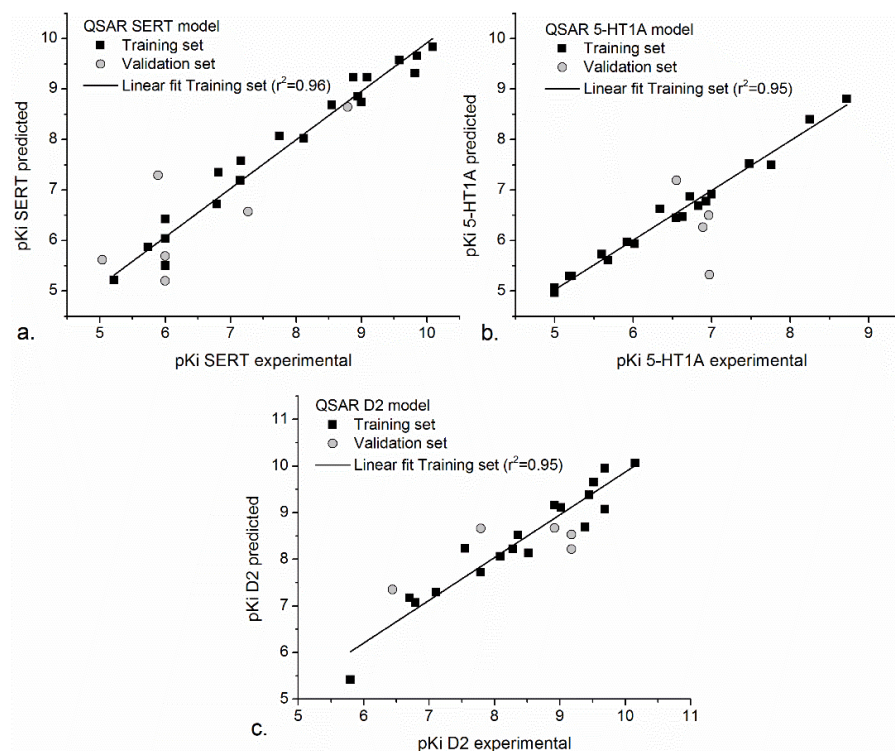 QSAR SERT model
Training set
Validation set
Linear fit Training set (r²=0.96)
10
9
8
7
6
5
pKi SERT predicted
5 6 7 8 9 10
pKi SERT experimental
a.
QSAR 5-HT1A model
Training set
Validation set
Linear fit Training set (r²=0.95)
10
9
8
7
6
5
pKi 5-HT1A predicted
5 6 7 8 9
pKi 5-HT1A experimental
b.
QSAR D2 model
Training set
Validation set
Linear fit Training set (r²=0.95)
11
10
9
8
7
6
5
pKi D2 predicted
5 6 7 8 9 10 11
pKi D2 experimental
c.